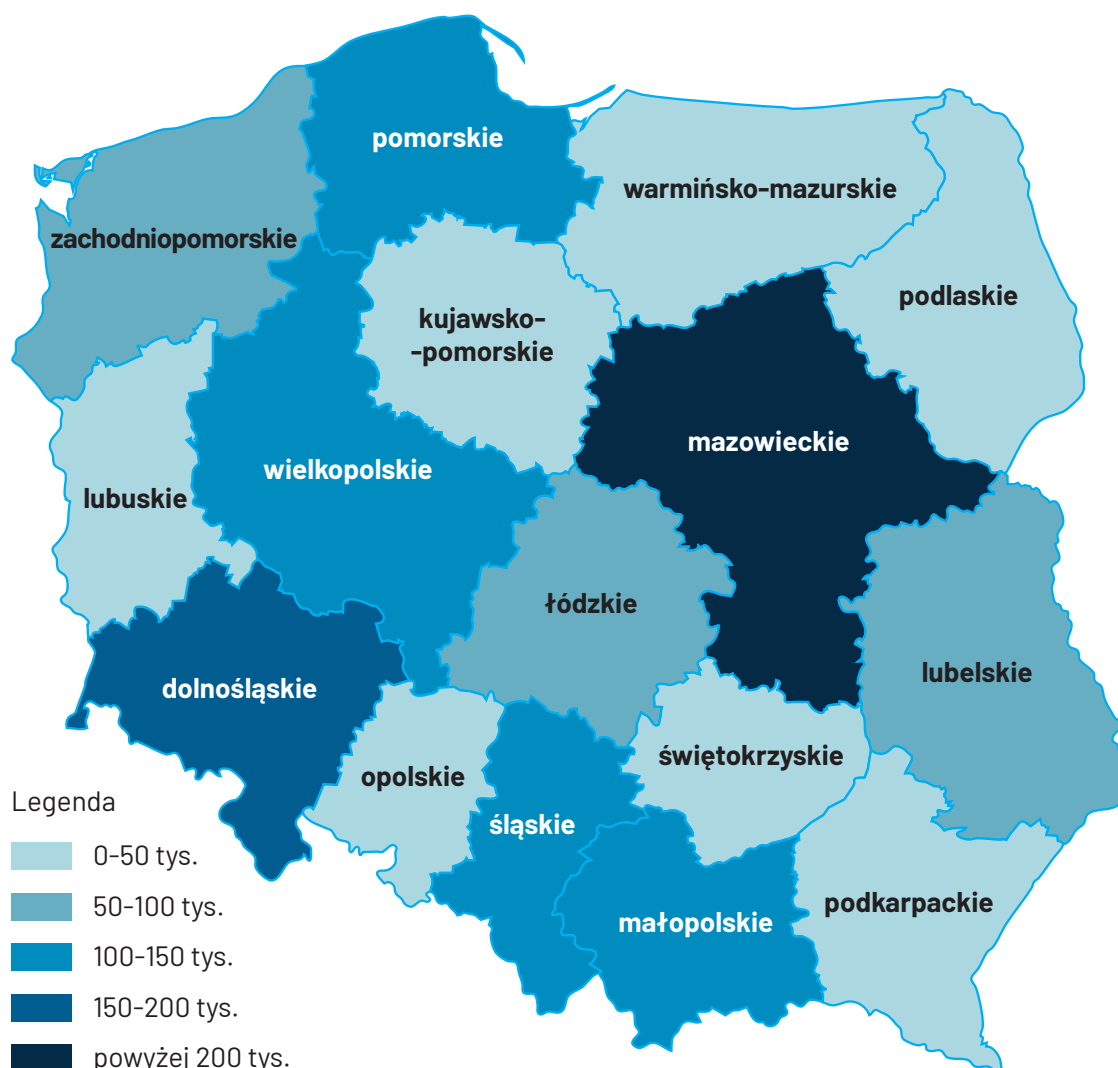 pomorskie
warmińsko-mazurskie
zachodniopomorskie
podlaskie
kujawsko-
-pomorskie
mazowieckie
wielkopolskie
lubuskie
łódzkie
lubelskie
dolnośląskie
świętokrzyskie
opolskie
śląskie
podkarpackie
małopolskie
Legenda
0-50 tys.
50-100 tys.
100-150 tys.
150-200 tys.
powyżej 200 tys.